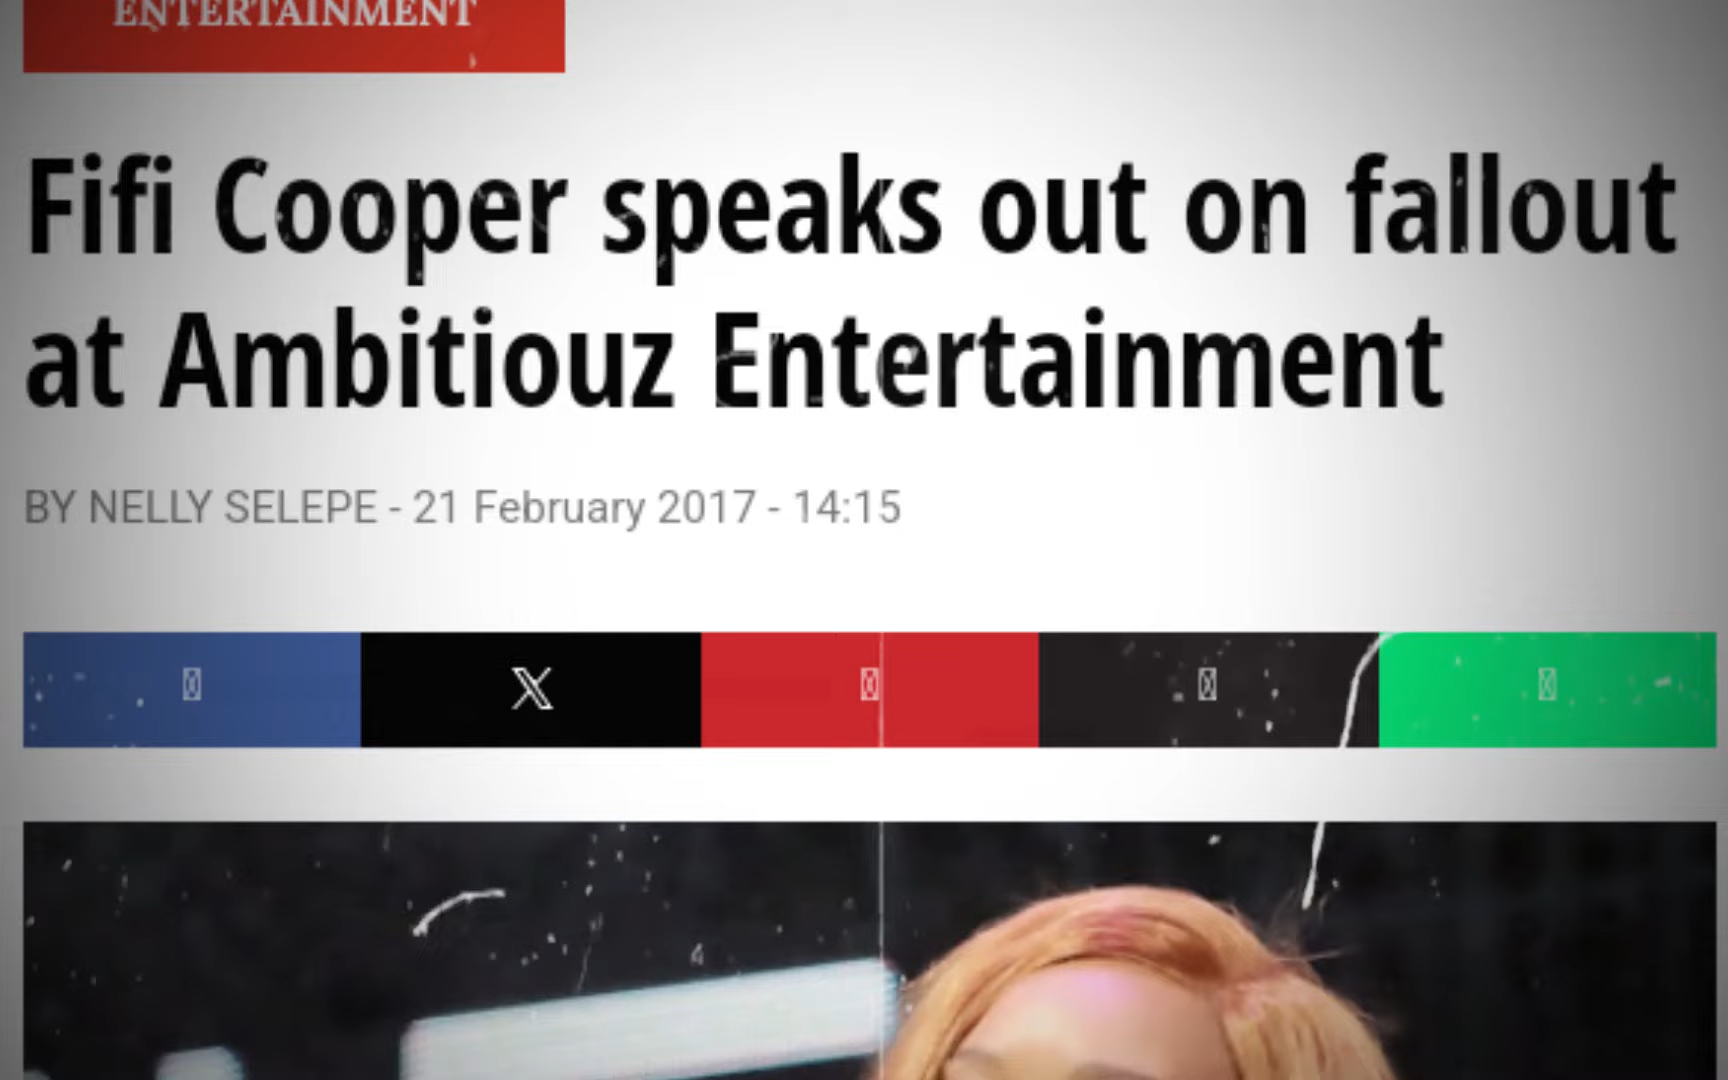 ENTERTAINMENT
Fifi Cooper speaks out on fallout
at Ambitiouz Entertainment
BY NELLY SELEPE - 21 February 2017 - 14:15